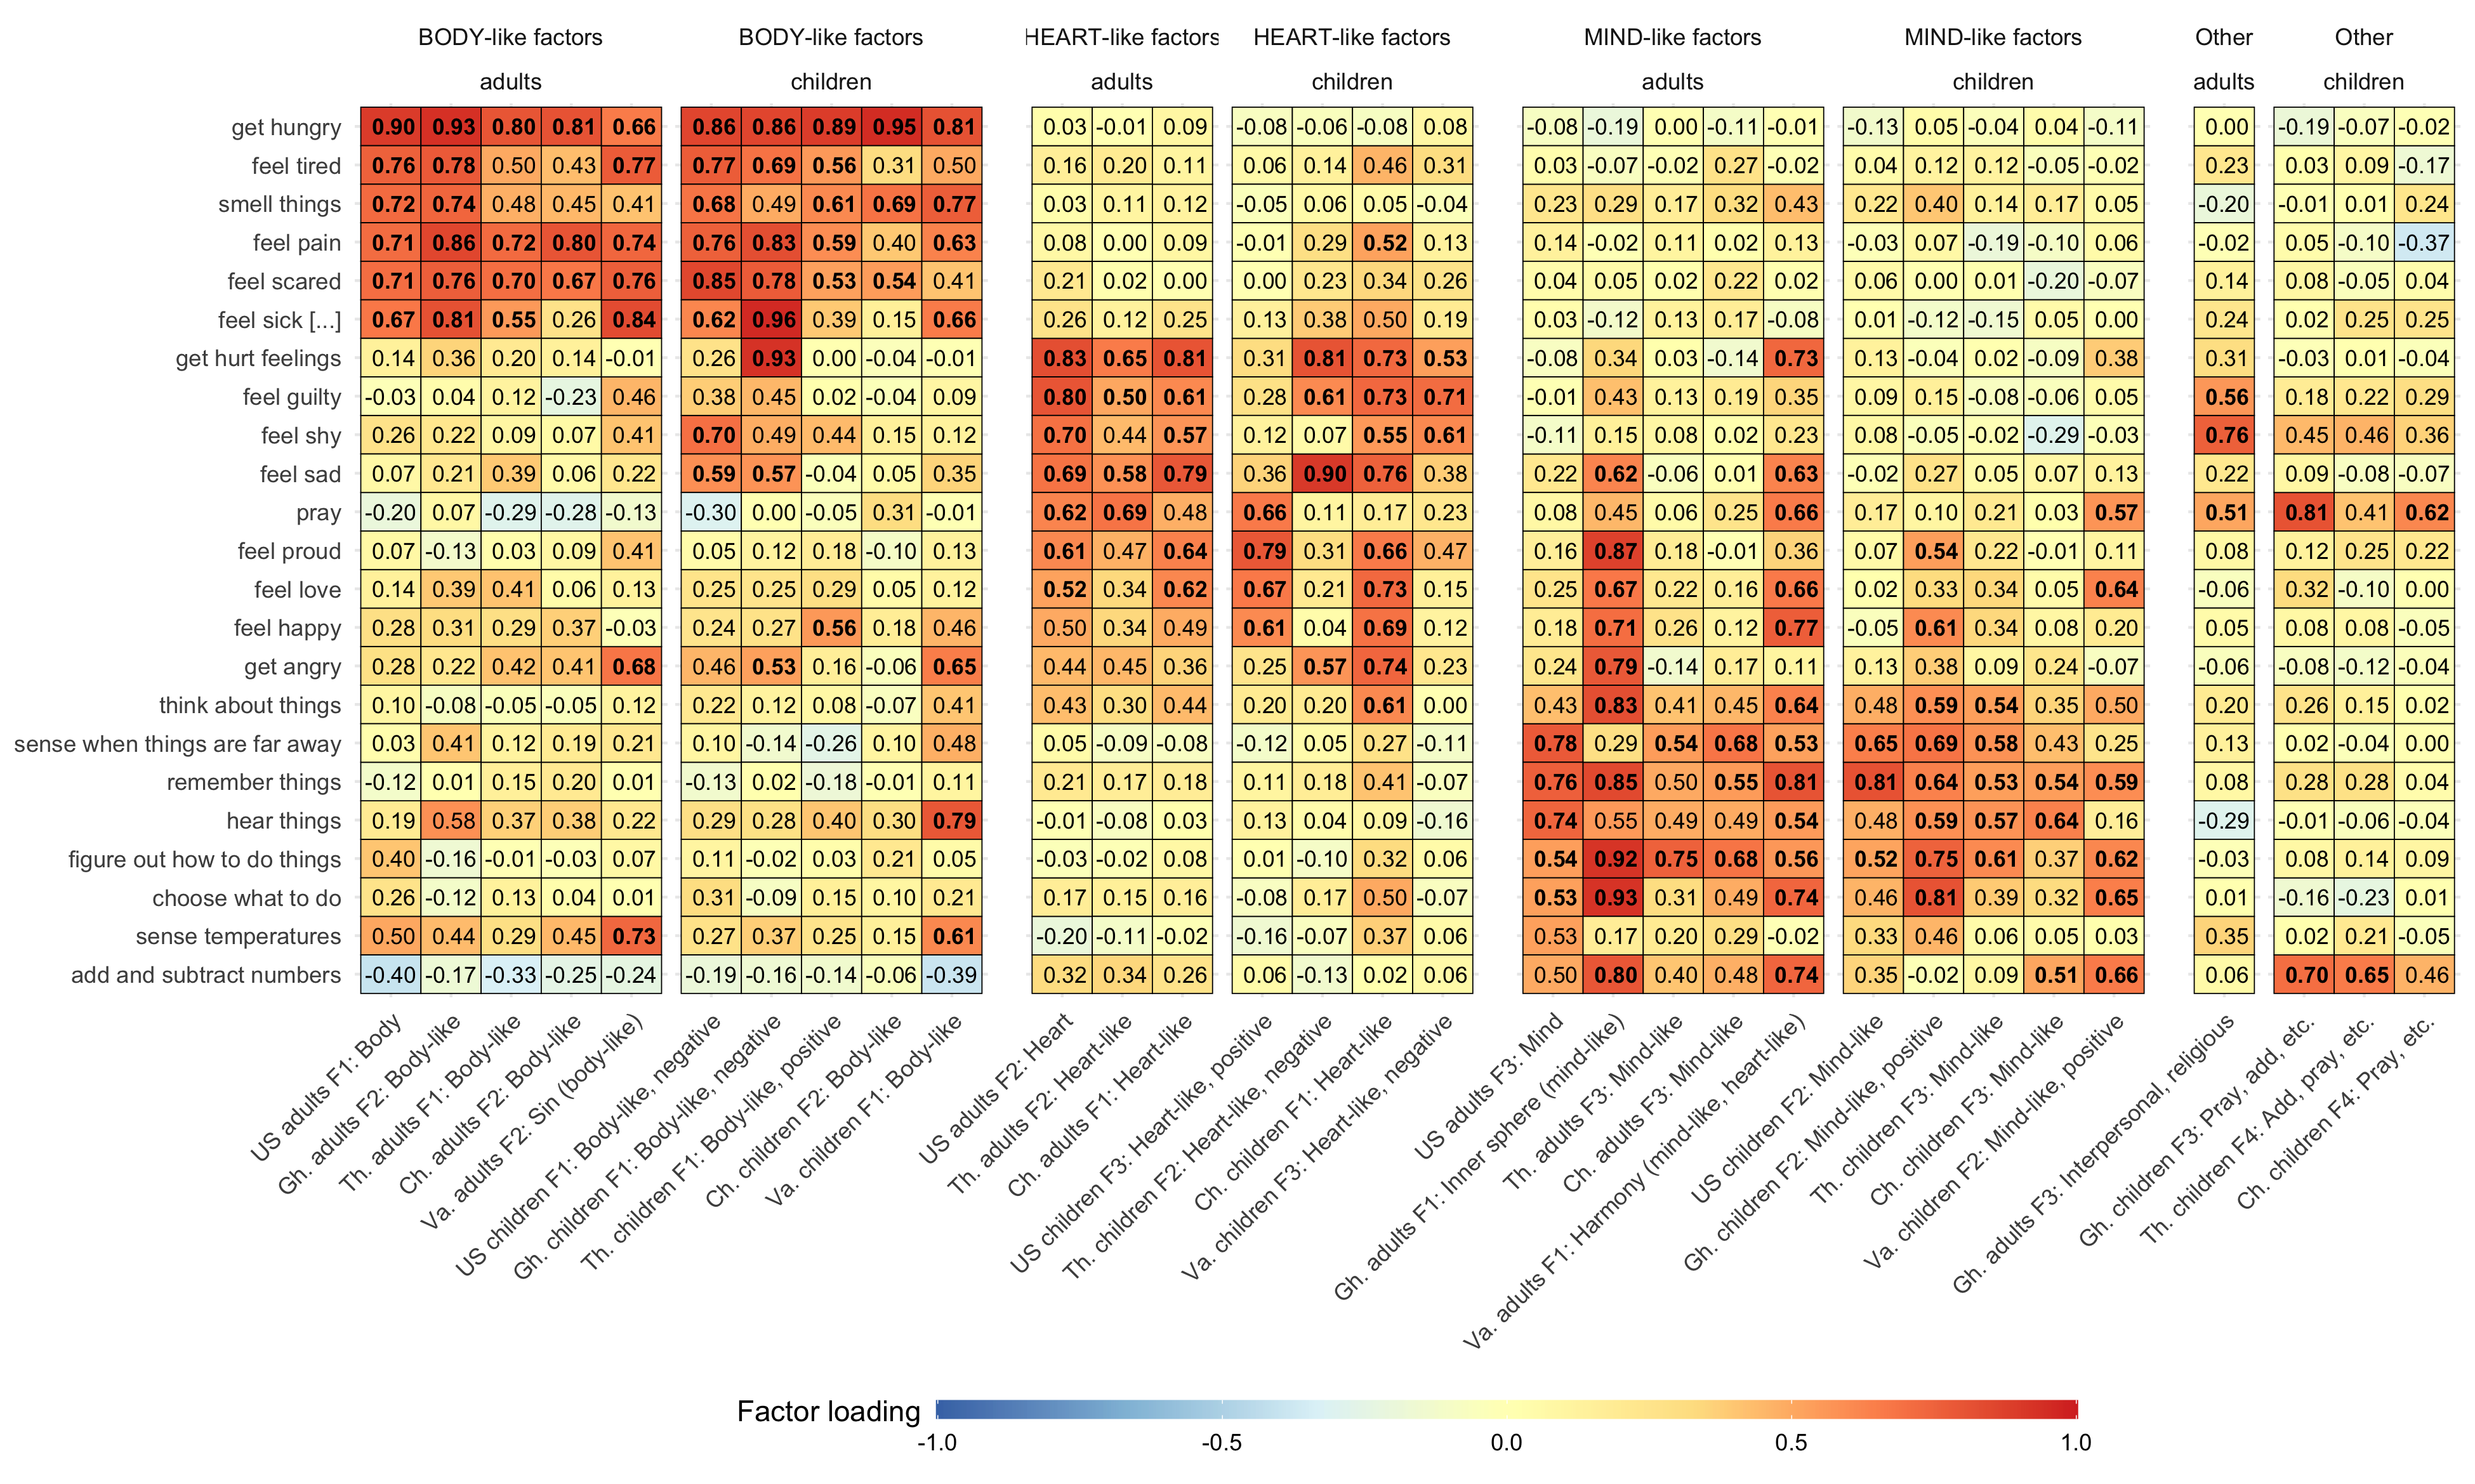 BODY-like factors BODY-like factors HEART-like factors HEART-like factors MIND-like factors MIND-like factors Other Other
adults children adults children adults children adults children
get hungry 0.90 0.93 0.80 0.81 0.66 0.86 0.86 0.89 0.95 0.81 0.03 -0.01 0.09 -0.08 -0.06 -0.08 0.08 -0.08 -0.19 0.00 -0.11 -0.01 -0.13 0.05 -0.04 0.04 -0.11 0.00 -0.19 -0.07 -0.02
feel tired 0.76 0.78 0.50 0.43 0.77 0.77 0.69 0.56 0.31 0.50 0.16 0.20 0.11 0.06 0.14 0.46 0.31 0.03 -0.07 -0.02 0.27 -0.02 0.04 0.12 0.12 -0.05 -0.02 0.23 0.03 0.09 -0.17
smell things 0.72 0.74 0.48 0.45 0.41 0.68 0.49 0.61 0.69 0.77 0.03 0.11 0.12 -0.05 0.06 0.05 -0.04 0.23 0.29 0.17 0.32 0.43 0.22 0.40 0.14 0.17 0.05 -0.20 -0.01 0.01 0.24
feel pain 0.71 0.86 0.72 0.80 0.74 0.76 0.83 0.59 0.40 0.63 0.08 0.00 0.09 -0.01 0.29 0.52 0.13 0.14 -0.02 0.11 0.02 0.13 -0.03 0.07 -0.19 -0.10 0.06 -0.02 0.05 -0.10 -0.37
feel scared 0.71 0.76 0.70 0.67 0.76 0.85 0.78 0.53 0.54 0.41 0.21 0.02 0.00 0.00 0.23 0.34 0.26 0.04 0.05 0.02 0.22 0.02 0.06 0.00 0.01 -0.20 -0.07 0.14 0.08 -0.05 0.04
feel sick [...] 0.67 0.81 0.55 0.26 0.84 0.62 0.96 0.39 0.15 0.66 0.26 0.12 0.25 0.13 0.38 0.50 0.19 0.03 -0.12 0.13 0.17 -0.08 0.01 -0.12 -0.15 0.05 0.00 0.24 0.02 0.25 0.25
get hurt feelings 0.14 0.36 0.20 0.14 -0.01 0.26 0.93 0.00 -0.04 -0.01 0.83 0.65 0.81 0.31 0.81 0.73 0.53 -0.08 0.34 0.03 -0.14 0.73 0.13 -0.04 0.02 -0.09 0.38 0.31 -0.03 0.01 -0.04
feel guilty -0.03 0.04 0.12 -0.23 0.46 0.38 0.45 0.02 -0.04 0.09 0.80 0.50 0.61 0.28 0.61 0.73 0.71 -0.01 0.43 0.13 0.19 0.35 0.09 0.15 -0.08 -0.06 0.05 0.56 0.18 0.22 0.29
feel shy 0.26 0.22 0.09 0.07 0.41 0.70 0.49 0.44 0.15 0.12 0.70 0.44 0.57 0.12 0.07 0.55 0.61 -0.11 0.15 0.08 0.02 0.23 0.08 -0.05 -0.02 -0.29 -0.03 0.76 0.45 0.46 0.36
feel sad 0.07 0.21 0.39 0.06 0.22 0.59 0.57 -0.04 0.05 0.35 0.69 0.58 0.79 0.36 0.90 0.76 0.38 0.22 0.62 -0.06 0.01 0.63 -0.02 0.27 0.05 0.07 0.13 0.22 0.09 -0.08 -0.07
pray -0.20 0.07 -0.29 -0.28 -0.13 -0.30 0.00 -0.05 0.31 -0.01 0.62 0.69 0.48 0.66 0.11 0.17 0.23 0.08 0.45 0.06 0.25 0.66 0.17 0.10 0.21 0.03 0.57 0.51 0.81 0.41 0.62
feel proud 0.07 -0.13 0.03 0.09 0.41 0.05 0.12 0.18 -0.10 0.13 0.61 0.47 0.64 0.79 0.31 0.66 0.47 0.16 0.87 0.18 -0.01 0.36 0.07 0.54 0.22 -0.01 0.11 0.08 0.12 0.25 0.22
feel love 0.14 0.39 0.41 0.06 0.13 0.25 0.25 0.29 0.05 0.12 0.52 0.34 0.62 0.67 0.21 0.73 0.15 0.25 0.67 0.22 0.16 0.66 0.02 0.33 0.34 0.05 0.64 -0.06 0.32 -0.10 0.00
feel happy 0.28 0.31 0.29 0.37 -0.03 0.24 0.27 0.56 0.18 0.46 0.50 0.34 0.49 0.61 0.04 0.69 0.12 0.18 0.71 0.26 0.12 0.77 -0.05 0.61 0.34 0.08 0.20 0.05 0.08 0.08 -0.05
get angry 0.28 0.22 0.42 0.41 0.68 0.46 0.53 0.16 -0.06 0.65 0.44 0.45 0.36 0.25 0.57 0.74 0.23 0.24 0.79 -0.14 0.17 0.11 0.13 0.38 0.09 0.24 -0.07 -0.06 -0.08 -0.12 -0.04
think about things 0.10 -0.08 -0.05 -0.05 0.12 0.22 0.12 0.08 -0.07 0.41 0.43 0.30 0.44 0.20 0.20 0.61 0.00 0.43 0.83 0.41 0.45 0.64 0.48 0.59 0.54 0.35 0.50 0.20 0.26 0.15 0.02
sense when things are far away 0.03 0.41 0.12 0.19 0.21 0.10 -0.14 -0.26 0.10 0.48 0.05 -0.09 -0.08 -0.12 0.05 0.27 -0.11 0.78 0.29 0.54 0.68 0.53 0.65 0.69 0.58 0.43 0.25 0.13 0.02 -0.04 0.00
remember things -0.12 0.01 0.15 0.20 0.01 -0.13 0.02 -0.18 -0.01 0.11 0.21 0.17 0.18 0.11 0.18 0.41 -0.07 0.76 0.85 0.50 0.55 0.81 0.81 0.64 0.53 0.54 0.59 0.08 0.28 0.28 0.04
hear things 0.19 0.58 0.37 0.38 0.22 0.29 0.28 0.40 0.30 0.79 -0.01 -0.08 0.03 0.13 0.04 0.09 -0.16 0.74 0.55 0.49 0.49 0.54 0.48 0.59 0.57 0.64 0.16 -0.29 -0.01 -0.06 -0.04
figure out how to do things 0.40 -0.16 -0.01 -0.03 0.07 0.11 -0.02 0.03 0.21 0.05 -0.03 -0.02 0.08 0.01 -0.10 0.32 0.06 0.54 0.92 0.75 0.68 0.56 0.52 0.75 0.61 0.37 0.62 -0.03 0.08 0.14 0.09
choose what to do 0.26 -0.12 0.13 0.04 0.01 0.31 -0.09 0.15 0.10 0.21 0.17 0.15 0.16 -0.08 0.17 0.50 -0.07 0.53 0.93 0.31 0.49 0.74 0.46 0.81 0.39 0.32 0.65 0.01 -0.16 -0.23 0.01
sense temperatures 0.50 0.44 0.29 0.45 0.73 0.27 0.37 0.25 0.15 0.61 -0.20 -0.11 -0.02 -0.16 -0.07 0.37 0.06 0.53 0.17 0.20 0.29 -0.02 0.33 0.46 0.06 0.05 0.03 0.35 0.02 0.21 -0.05
add and subtract numbers -0.40 -0.17 -0.33 -0.25 -0.24 -0.19 -0.16 -0.14 -0.06 -0.39 0.32 0.34 0.26 0.06 -0.13 0.02 0.06 0.50 0.80 0.40 0.48 0.74 0.35 -0.02 0.09 0.51 0.66 0.06 0.70 0.65 0.46
US adults F1: Body
Gh. adults F2: Body-like
Th. adults F1: Body-like
Ch. adults F2: Body-like
Va. adults F2: Sin (body-like)
US children F1: Body-like, negative
Gh. children F1: Body-like, negative
Th. children F1: Body-like, positive
Ch. children F2: Body-like
Va. children F1: Body-like
US adults F2: Heart
Th. adults F2: Heart-like
Ch. adults F1: Heart-like
US children F3: Heart-like, positive
Th. children F2: Heart-like, negative
Ch. children F1: Heart-like
Va. children F3: Heart-like, negative
US adults F3: Mind
Gh. adults F1: Inner sphere (mind-like)
Th. adults F3: Mind-like
Ch. adults F3: Mind-like
Va. adults F1: Harmony (mind-like, heart-like)
US children F2: Mind-like
Gh. children F2: Mind-like, positive
Th. children F3: Mind-like
Ch. children F3: Mind-like
Va. children F2: Mind-like, positive
Gh. adults F3: Interpersonal, religious
Gh. children F3: Pray, add, etc.
Th. children F4: Add, pray, etc.
Ch. children F4: Pray, etc.
Factor loading
-1.0 -0.5 0.0 0.5 1.0